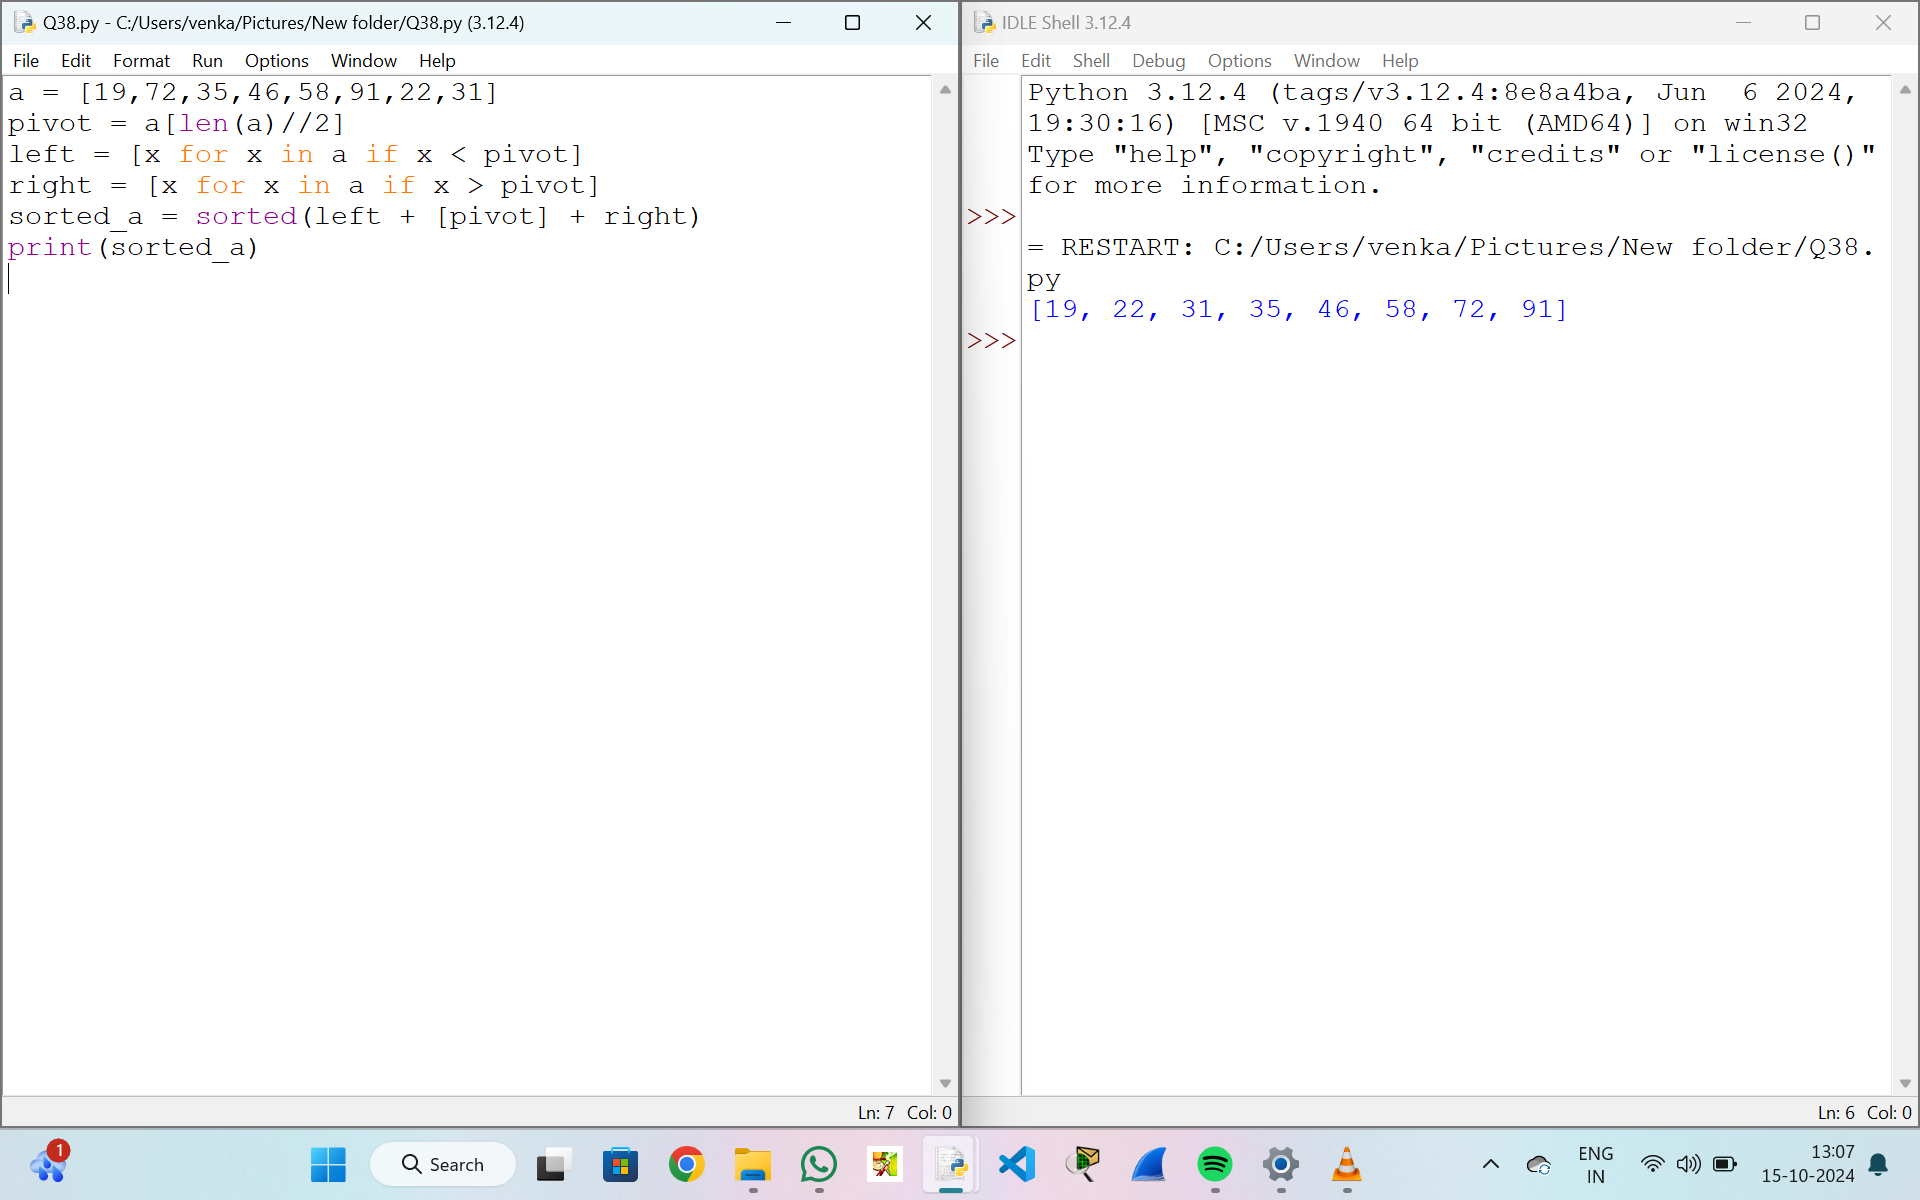 Q38.py - C:/Users/venka/Pictures/New folder/Q38.py (3.12.4)
File Edit Format Run Options Window Help
a = [19,72,35,46,58,91,22,31]
pivot = a[len(a)//2]
left = [x for x in a if x < pivot]
right = [x for x in a if x > pivot]
sorted_a = sorted(left + [pivot] + right)
print(sorted_a)
Ln: 7 Col: 0
IDLE Shell 3.12.4
File Edit Shell Debug Options Window Help
Python 3.12.4 (tags/v3.12.4:8e8a4ba, Jun  6 2024,
19:30:16) [MSC v.1940 64 bit (AMD64)] on win32
Type "help", "copyright", "credits" or "license()"
for more information.
>>>
= RESTART: C:/Users/venka/Pictures/New folder/Q38.
py
[19, 22, 31, 35, 46, 58, 72, 91]
>>>
Ln: 6 Col: 0
1
Search
ENG
IN
13:07
15-10-2024